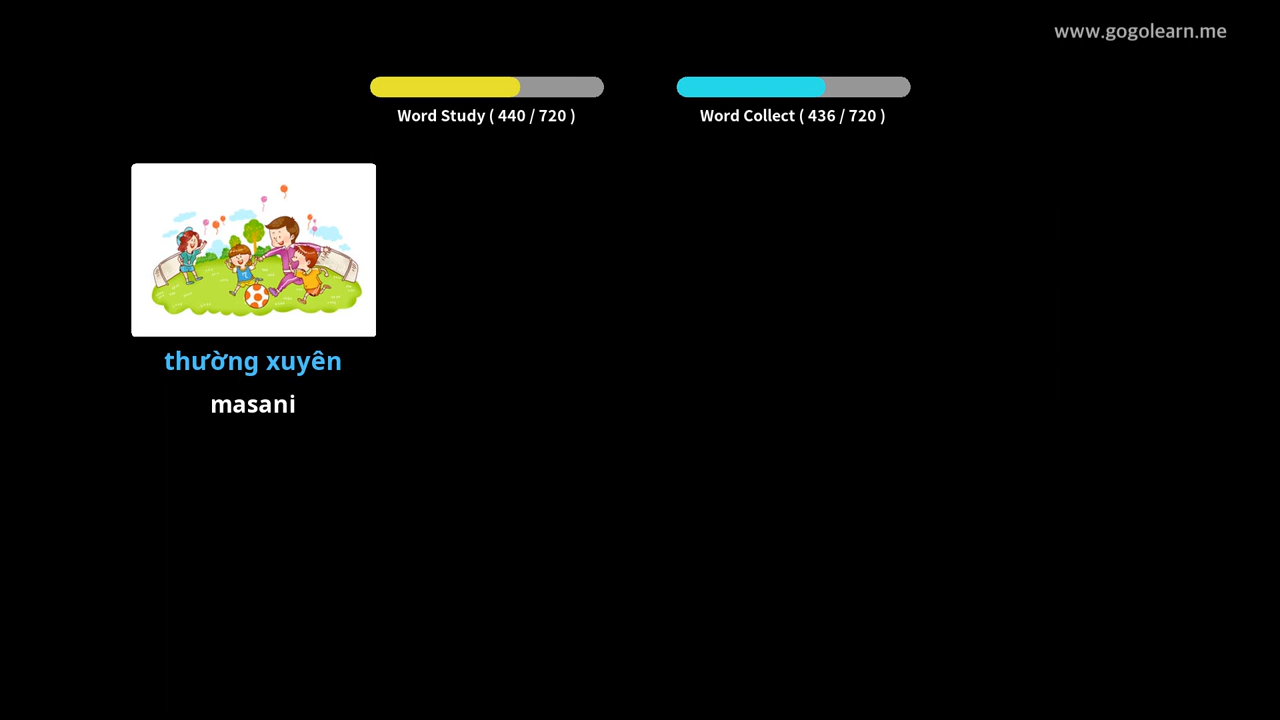 www.gogolearn.me
Word Study ( 440 / 720 )
Word Collect ( 436 / 720 )
thường xuyên
masani